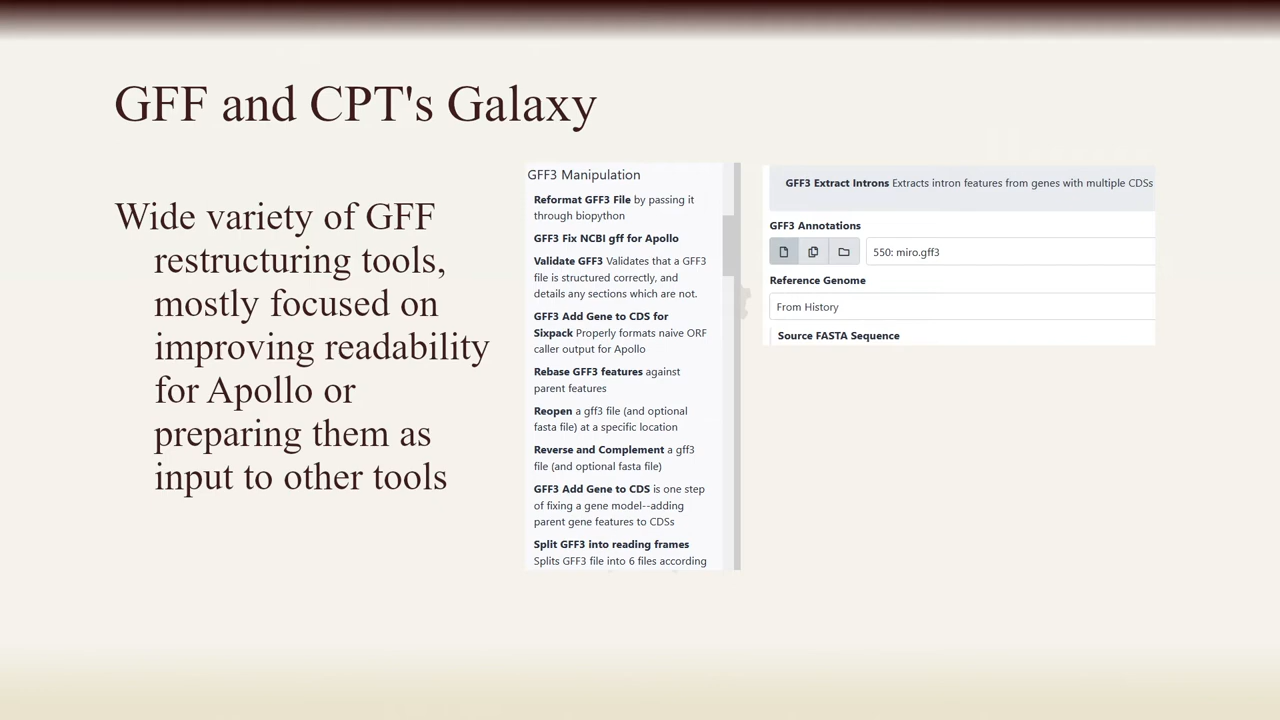 GFF and CPT's Galaxy
Wide variety of GFF
restructuring tools,
mostly focused on
improving readability
for Apollo or
preparing them as
input to other tools
GFF3 Manipulation
Reformat GFF3 File by passing it
through biopython
GFF3 Fix NCBI gff for Apollo
Validate GFF3 Validates that a GFF3
file is structured correctly, and
details any sections which are not.
GFF3 Add Gene to CDS for
Sixpack Properly formats naive ORF
caller output for Apollo
Rebase GFF3 features against
parent features
Reopen a gff3 file (and optional
fasta file) at a specific location
Reverse and Complement a gff3
file (and optional fasta file)
GFF3 Add Gene to CDS is one step
of fixing a gene model--adding
parent gene features to CDSs
Split GFF3 into reading frames
Splits GFF3 file into 6 files according
GFF3 Extract Introns Extracts intron features from genes with multiple CDSs
GFF3 Annotations
550: miro.gff3
Reference Genome
From History
Source FASTA Sequence